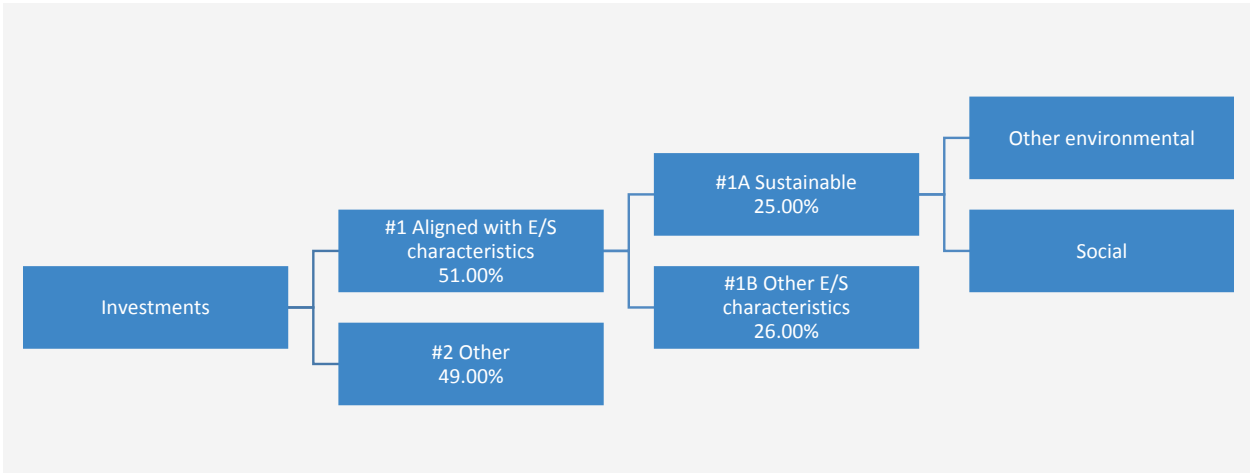 Investments
#1 Aligned with E/S
characteristics
51.00%
#2 Other
49.00%
#1A Sustainable
25.00%
#1B Other E/S
characteristics
26.00%
Other environmental
Social